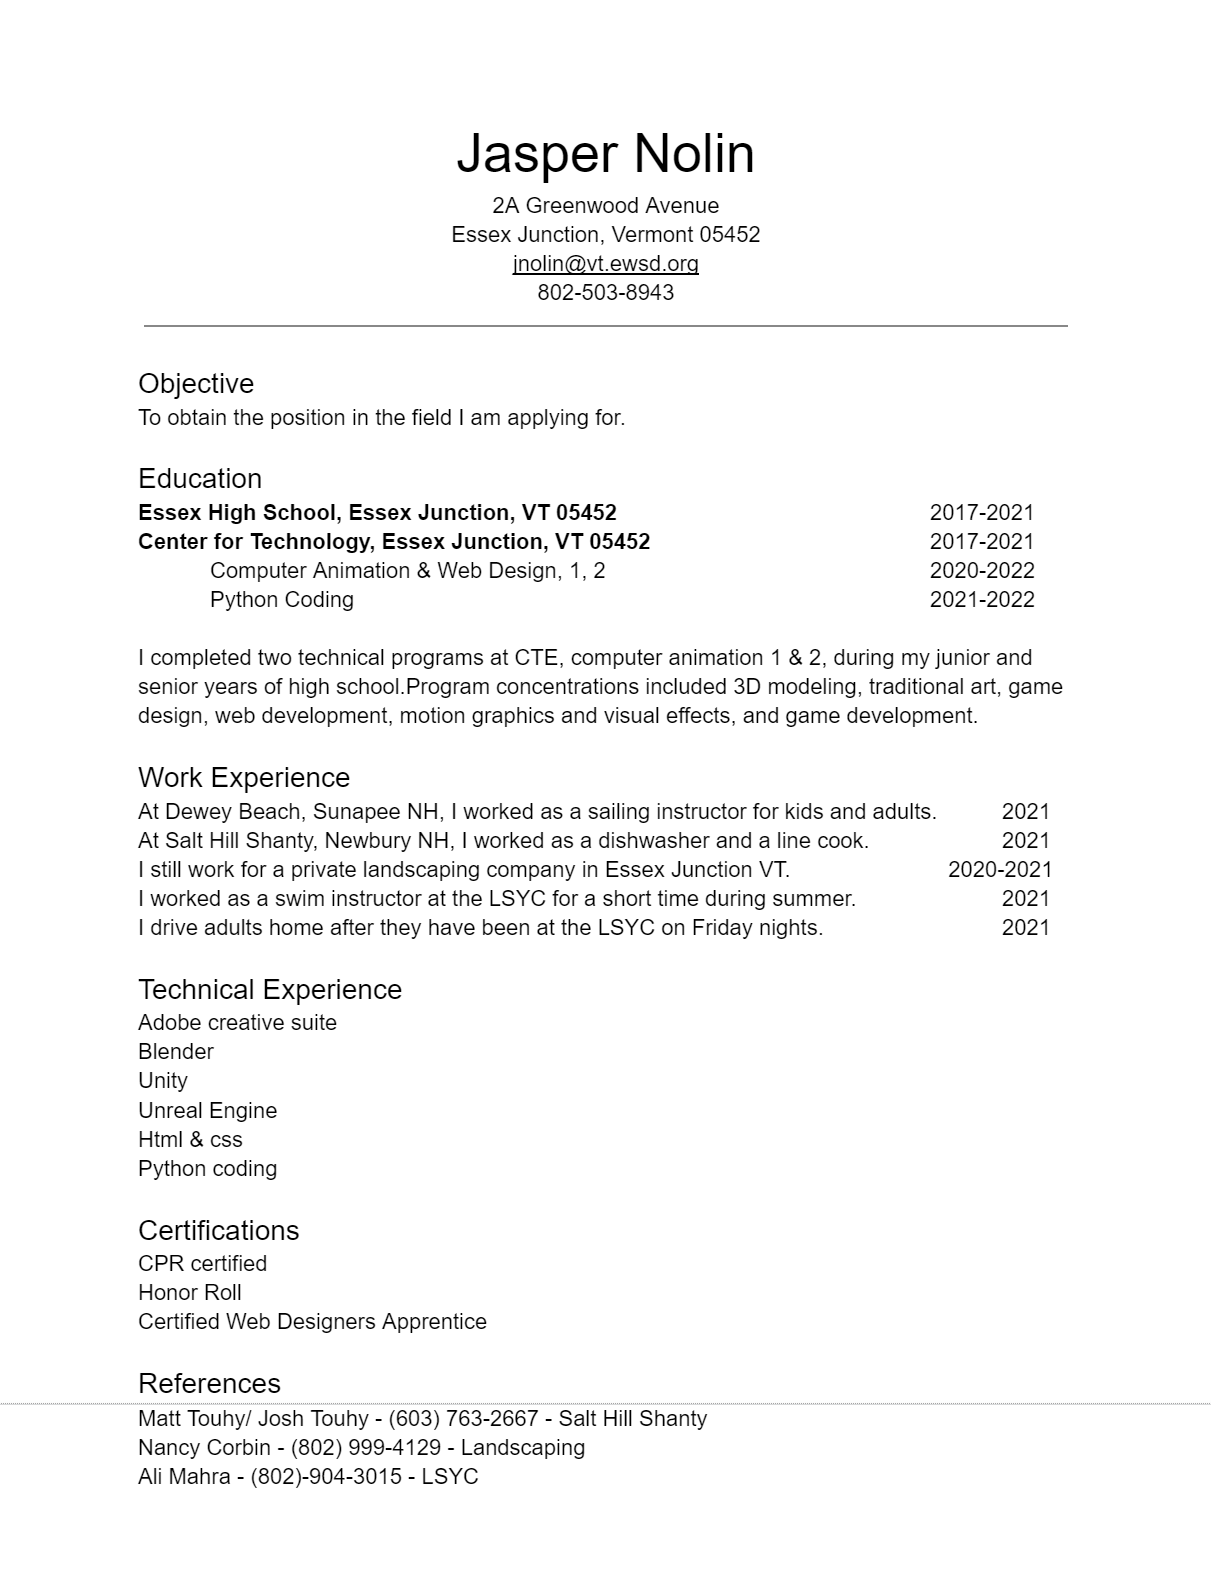 Jasper Nolin
2A Greenwood Avenue
Essex Junction, Vermont 05452
jnolin@vt.ewsd.org
802-503-8943
Objective
To obtain the position in the field I am applying for.
Education
Essex High School, Essex Junction, VT 05452 2017-2021
Center for Technology, Essex Junction, VT 05452 2017-2021
Computer Animation & Web Design, 1, 2 2020-2022
Python Coding 2021-2022
I completed two technical programs at CTE, computer animation 1 & 2, during my junior and
senior years of high school.Program concentrations included 3D modeling, traditional art, game
design, web development, motion graphics and visual effects, and game development.
Work Experience
At Dewey Beach, Sunapee NH, I worked as a sailing instructor for kids and adults. 2021
At Salt Hill Shanty, Newbury NH, I worked as a dishwasher and a line cook. 2021
I still work for a private landscaping company in Essex Junction VT. 2020-2021
I worked as a swim instructor at the LSYC for a short time during summer. 2021
I drive adults home after they have been at the LSYC on Friday nights. 2021
Technical Experience
Adobe creative suite
Blender
Unity
Unreal Engine
Html & css
Python coding
Certifications
CPR certified
Honor Roll
Certified Web Designers Apprentice
References
Matt Touhy/ Josh Touhy - (603) 763-2667 - Salt Hill Shanty
Nancy Corbin - (802) 999-4129 - Landscaping
Ali Mahra - (802)-904-3015 - LSYC